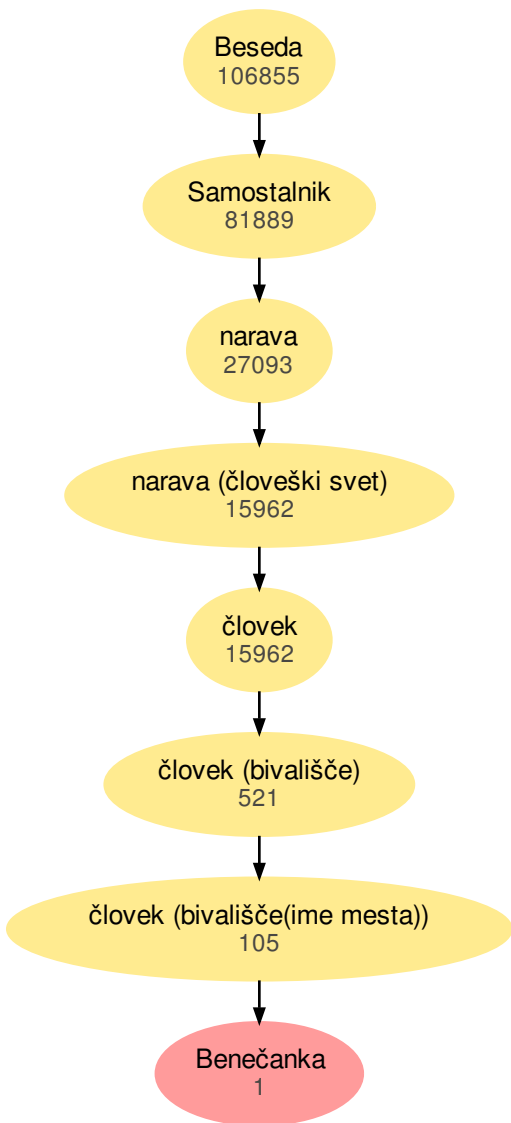 Beseda
106855
Samostalnik
81889
narava
27093
narava (človeški svet)
15962
človek
15962
človek (bivališče)
521
človek (bivališče(ime mesta))
105
Benečanka
1